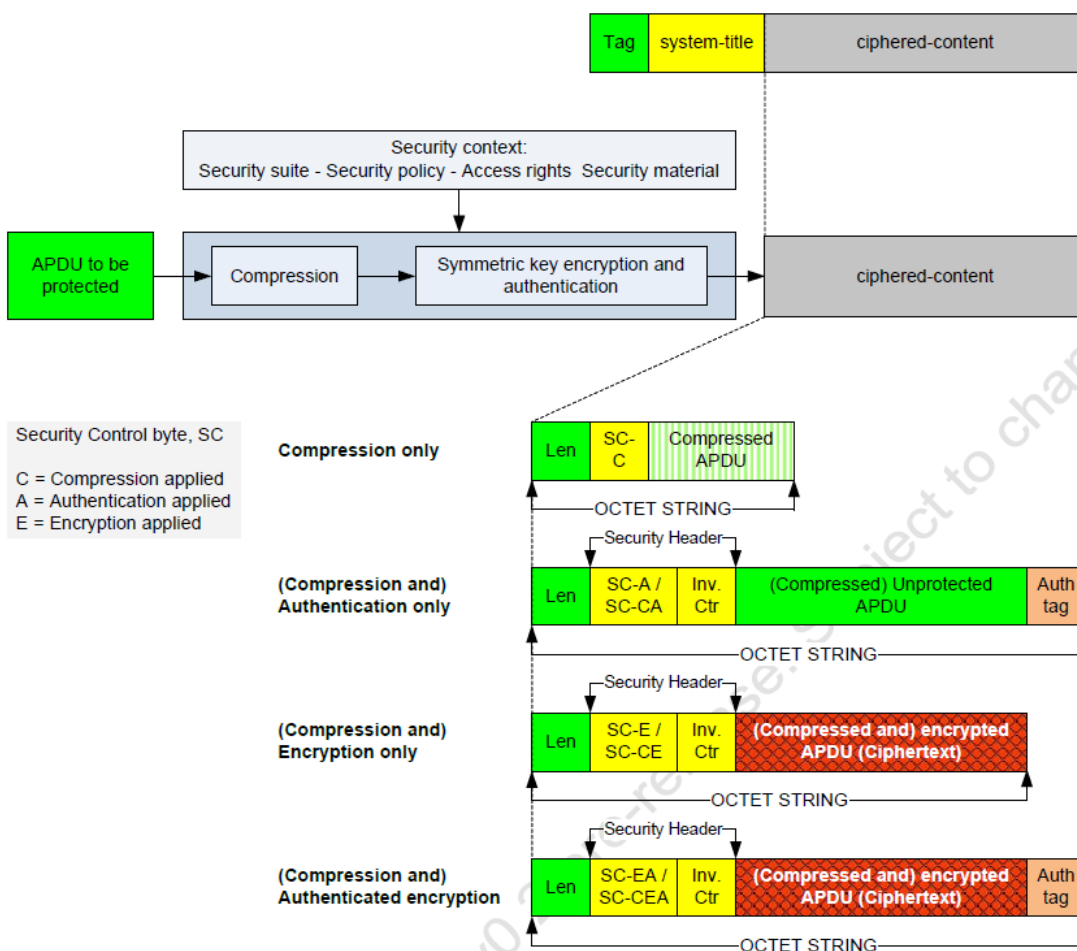 Tag
system-title
ciphered-content
Security context:
Security suite - Security policy - Access rights  Security material
APDU to be
protected
Compression
Symmetric key encryption and
authentication
ciphered-content
Security Control byte, SC
C = Compression applied
A = Authentication applied
E = Encryption applied
Compression only
Len
SC-
C
Compressed
APDU
OCTET STRING
Security Header
(Compression and)
Authentication only
Len
SC-A /
SC-CA
Inv.
Ctr
(Compressed) Unprotected
APDU
Auth
tag
OCTET STRING
Security Header
(Compression and)
Encryption only
Len
SC-E /
SC-CE
Inv.
Ctr
(Compressed and) encrypted
APDU (Ciphertext)
OCTET STRING
Security Header
(Compression and)
Authenticated encryption
Len
SC-EA /
SC-CEA
Inv.
Ctr
(Compressed and) encrypted
APDU (Ciphertext)
Auth
tag
OCTET STRING